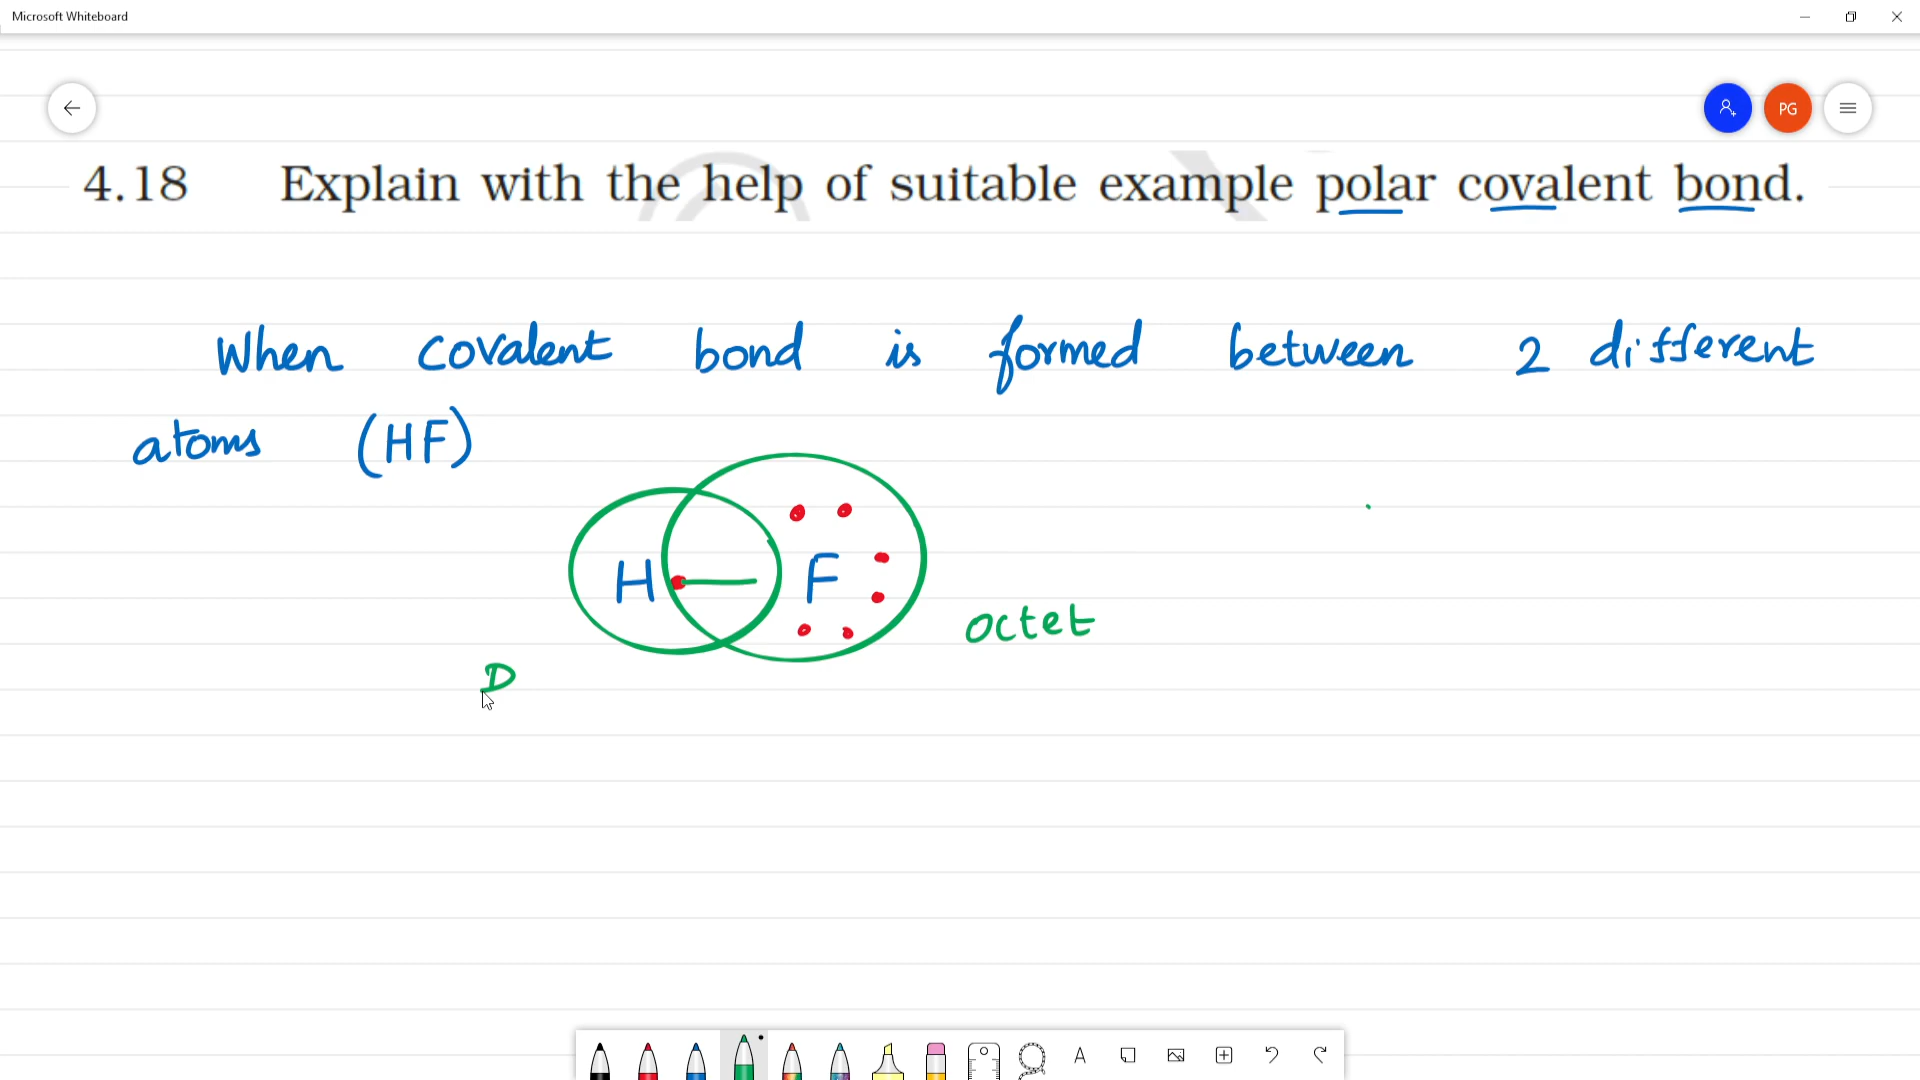 Microsoft Whiteboard
PG
4.18 Explain with the help of suitable example polar covalent bond.
When covalent bond is formed between 2 different
atoms (HF)
H F
octet
D
A